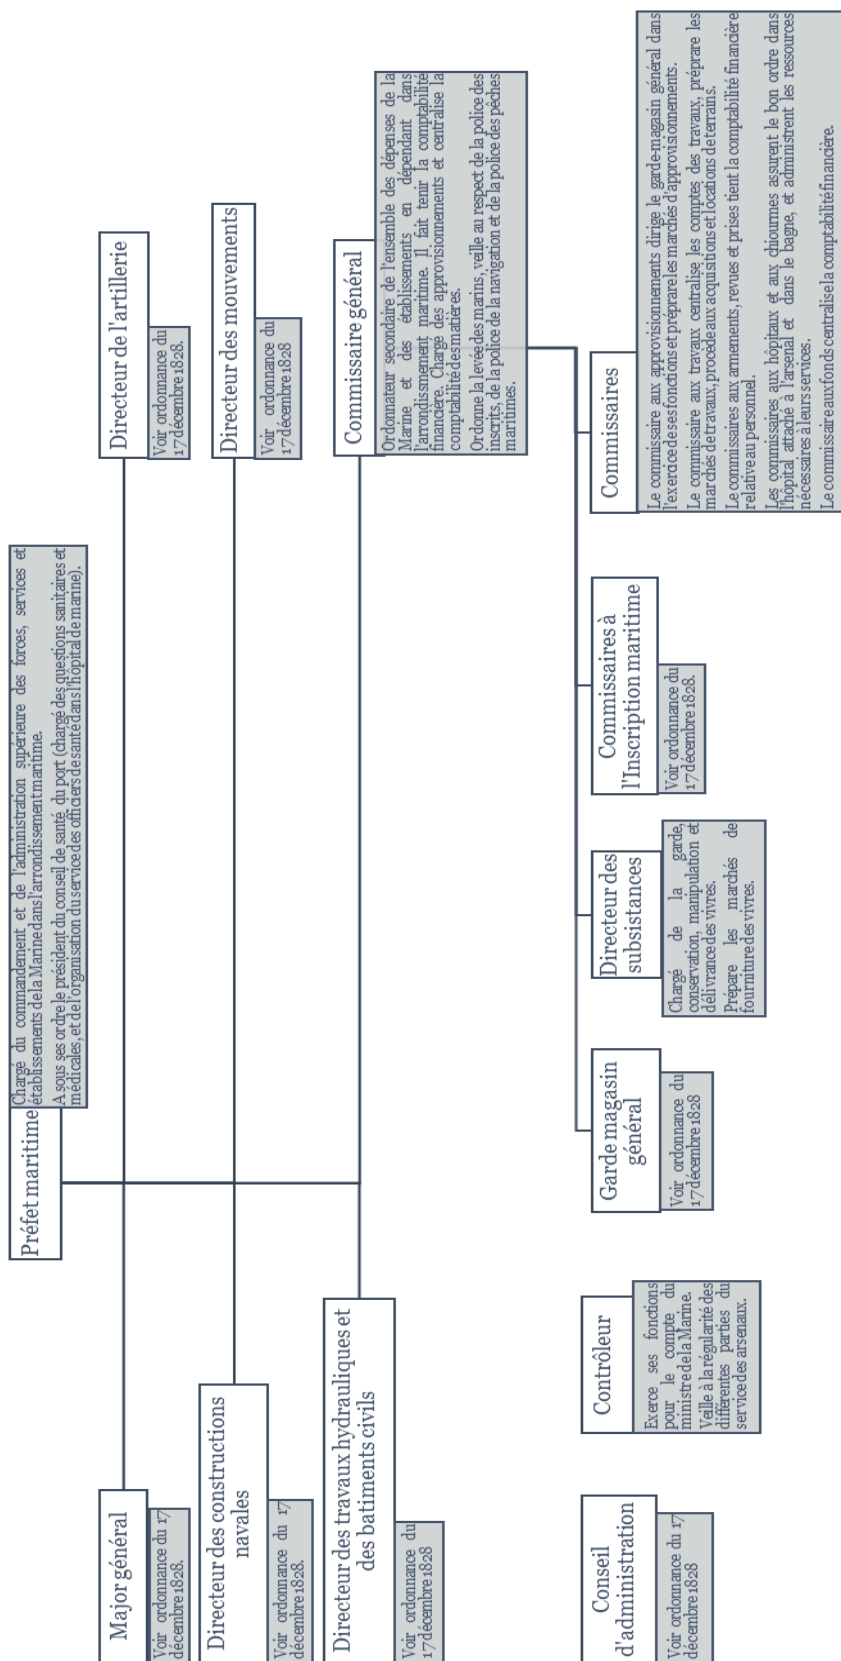 Préfet maritime
Chargé du commandement et de l'administration supérieure des forces, services et
établissements de la Marine dans l'arrondissement maritime.
A sous ses ordre le président du conseil de santé du port (chargé des questions sanitaires et
médicales, et de l'organisation du service des officiers de santé dans l'hôpital de marine).
Major général
Voir ordonnance du 17
décembre 1828.
Directeur de l'artillerie
Voir ordonnance du
17 décembre 1828.
Directeur des constructions
navales
Voir ordonnance du 17
décembre 1828.
Directeur des mouvements
Voir ordonnance du
17 décembre 1828
Directeur des travaux hydrauliques et
des batiments civils
Voir ordonnance du
17 décembre 1828
Commissaire général
Ordonnateur secondaire de l'ensemble des dépenses de la
Marine et des établissements en dépendant dans
l'arrondissment maritime. Il fait tenir la comptabilité
financière. Chargé des approvisionnements et centralise la
comptabilité des matières.
Ordonne la levée des marins, veille au respect de la police des
inscrits, de la police de la navigation et de la police des pêches
maritimes.
Conseil
d'administration
Voir ordonnance du 17
décembre 1828
Contrôleur
Exerce ses fonctions
pour le compte du
ministre de la Marine.
Veille à la régularité des
différentes parties du
service des arsenaux.
Garde magasin
général
Voir ordonnance du
17 décembre 1828
Directeur des
subsistances
Chargé de la garde,
conservation, manipulation et
délivrance dés vivres.
Prépare les marchés de
fourniture des vivres.
Commissaires à
l'Inscription maritime
Voir ordonnance du
17 décembre 1828.
Commissaires
Le commissaire aux approvisionnements dirige le garde-magasin général dans
l'exercice de ses fonctions et préprare les marchés d'approvisionnements.
Le commissaire aux travaux centralise les comptes des travaux, préprare les
marchés de travaux, procède aux acquisitions et locations de terrains.
Le commissaires aux armements, revues et prises tient la comptabilité financière
relative au personnel.
Les commissaires aux hôpitaux et aux chiourmes assurent le bon ordre dans
l'hôpital attaché à l'arsenal et dans le bagne, et administrent les ressources
nécessaires à leurs services.
Le commissaire aux fonds centralise la comptabilité financière.